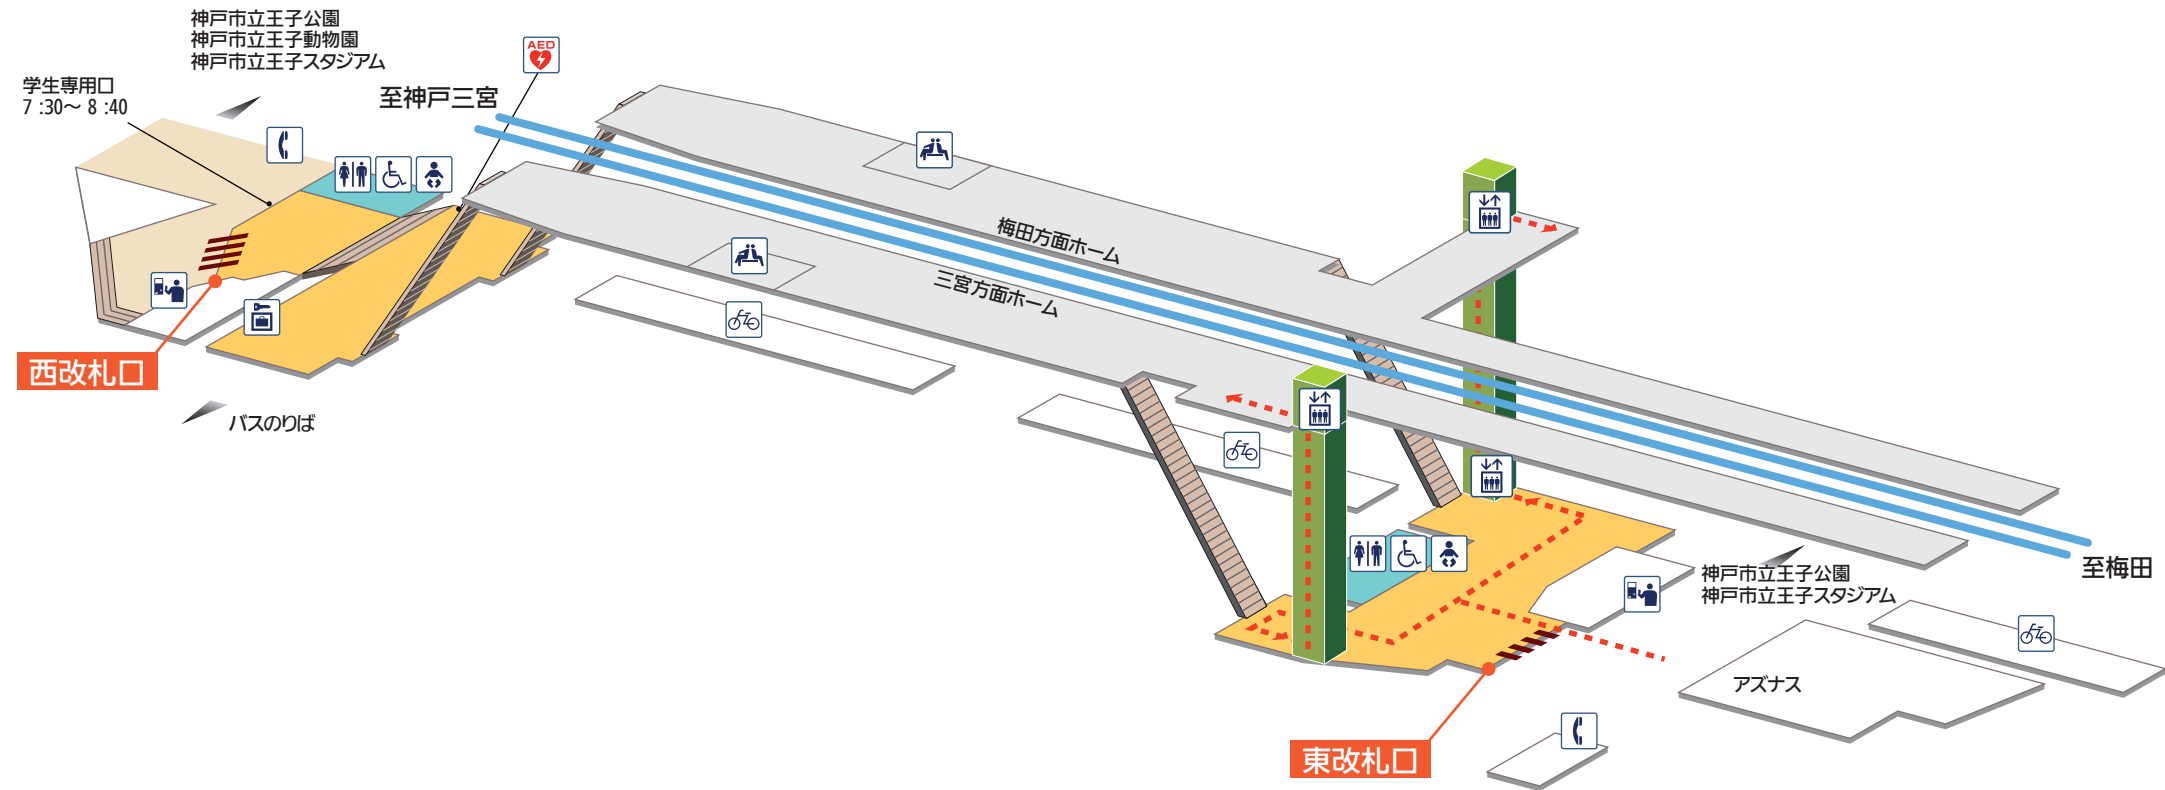 神戸市立王子公園
神戸市立王子動物園
神戸市立王子スタジアム
学生専用口
7:30〜8:40
至神戸三宮
AED
梅田方面ホーム
三宮方面ホーム
西改札口
バスのりば
至梅田
神戸市立王子公園
神戸市立王子スタジアム
アズナス
東改札口